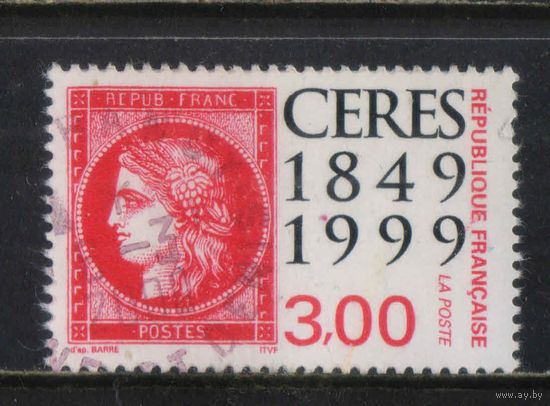 REPUB·FRANC
POSTES
d'ap. BARRE
ITVF
CERES
1849
1999
3,00
RÉPUBLIQUE FRANÇAISE
LA POSTE
www.ay.by